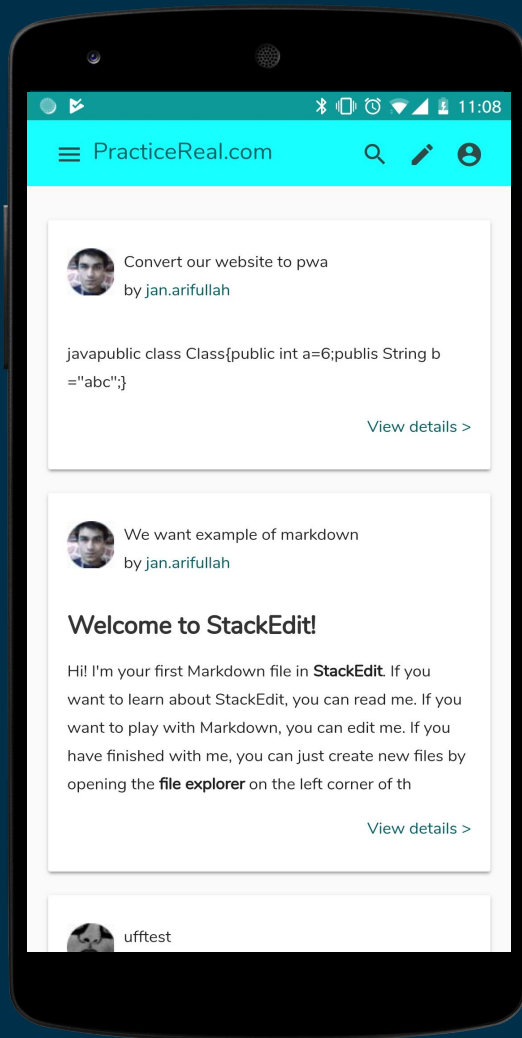 11:08
PracticeReal.com
Convert our website to pwa
by jan.arifullah
javapublic class Class{public int a=6;publis String b
="abc";}
View details >
We want example of markdown
by jan.arifullah
Welcome to StackEdit!
Hi! I'm your first Markdown file in StackEdit. If you
want to learn about StackEdit, you can read me. If you
want to play with Markdown, you can edit me. If you
have finished with me, you can just create new files by
opening the file explorer on the left corner of th
View details >
ufftest